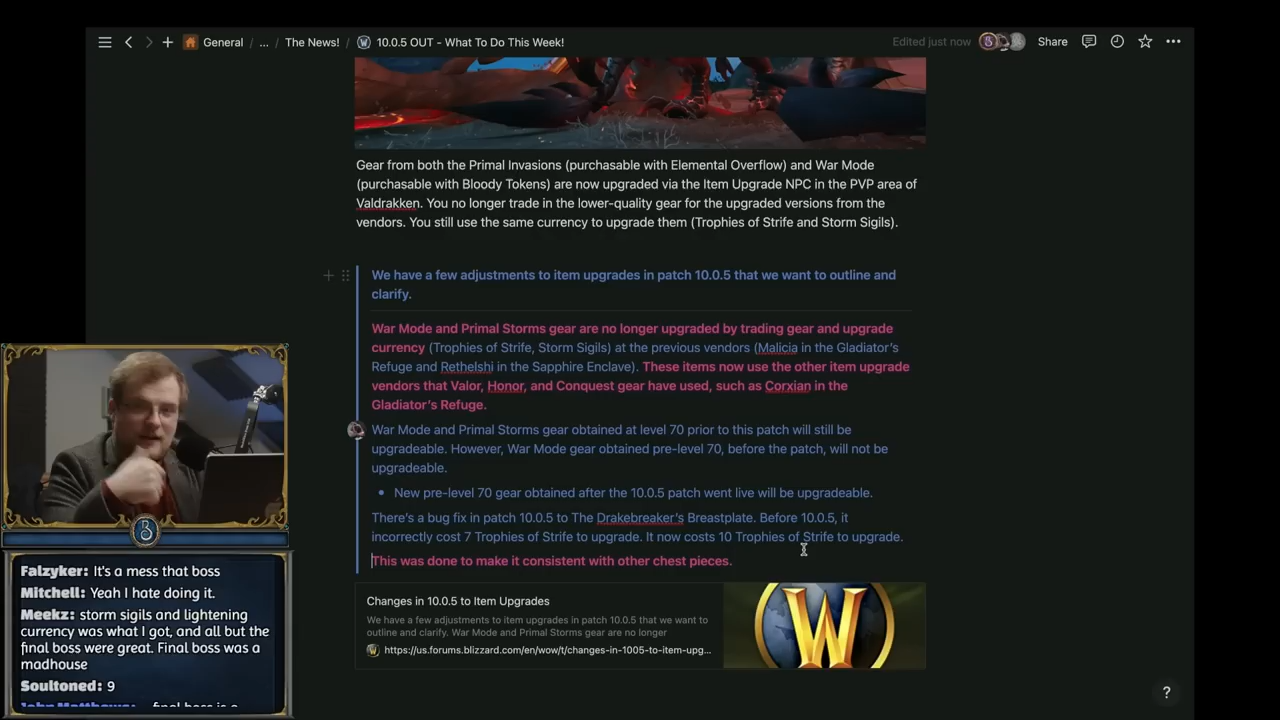 General / ... / The News! / 10.0.5 OUT - What To Do This Week!
Edited just now
Share
Gear from both the Primal Invasions (purchasable with Elemental Overflow) and War Mode
(purchasable with Bloody Tokens) are now upgraded via the Item Upgrade NPC in the PVP area of
Valdrakken. You no longer trade in the lower-quality gear for the upgraded versions from the
vendors. You still use the same currency to upgrade them (Trophies of Strife and Storm Sigils).
We have a few adjustments to item upgrades in patch 10.0.5 that we want to outline and
clarify.
War Mode and Primal Storms gear are no longer upgraded by trading gear and upgrade
currency (Trophies of Strife, Storm Sigils) at the previous vendors (Malicia in the Gladiator's
Refuge and Rethelshi in the Sapphire Enclave). These items now use the other item upgrade
vendors that Valor, Honor, and Conquest gear have used, such as Corxian in the
Gladiator's Refuge.
War Mode and Primal Storms gear obtained at level 70 prior to this patch will still be
upgradeable. However, War Mode gear obtained pre-level 70, before the patch, will not be
upgradeable.
• New pre-level 70 gear obtained after the 10.0.5 patch went live will be upgradeable.
There's a bug fix in patch 10.0.5 to The Drakebreaker's Breastplate. Before 10.0.5, it
incorrectly cost 7 Trophies of Strife to upgrade. It now costs 10 Trophies of Strife to upgrade.
This was done to make it consistent with other chest pieces.
Changes in 10.0.5 to Item Upgrades
We have a few adjustments to item upgrades in patch 10.0.5 that we want to
outline and clarify. War Mode and Primal Storms gear are no longer
https://us.forums.blizzard.com/en/wow/t/changes-in-1005-to-item-upg...
W
?
B
Falzyker: It's a mess that boss
Mitchell: Yeah I hate doing it.
Meekz: storm sigils and lightening
currency was what I got, and all but the
final boss were great. Final boss was a
madhouse
Soultoned: 9
John Matthews: final boss is a